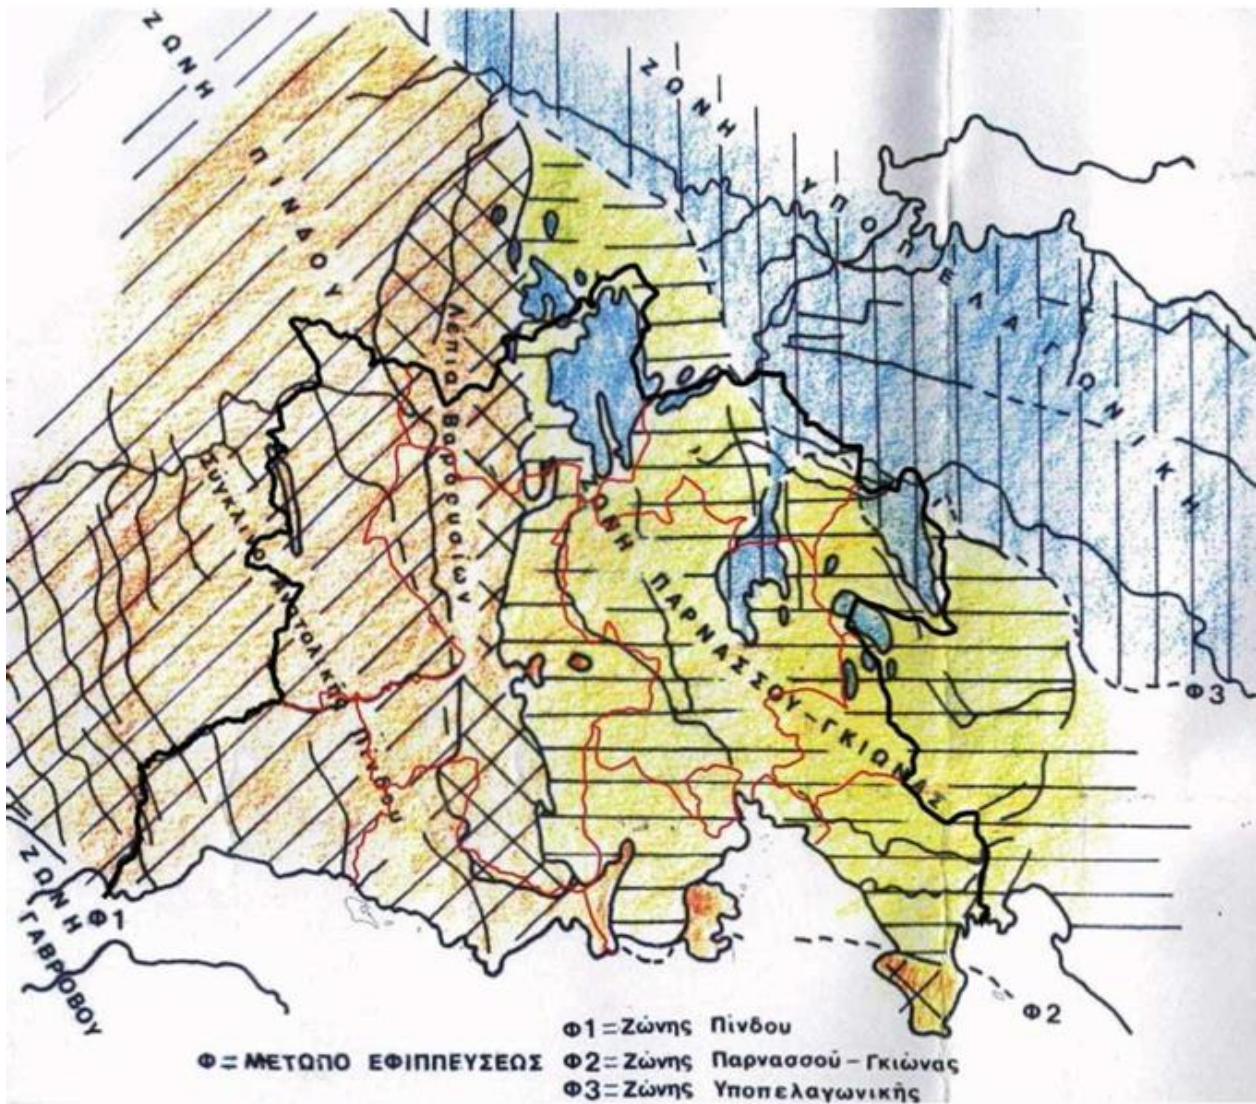 ΖΩΝΗ ΠΙΝΔΟΥ
ΖΩΝΗ ΥΠΟΠΕΛΑΓΩΝΙΚΗ
Λέπια Βαρδουσίων
Σύγκλινο Ανατολικής Πίνδου
ΖΩΝΗ ΠΑΡΝΑΣΣΟΥ-ΓΚΙΩΝΑΣ
Φ3
ΖΩΝΗ
ΓΑΒΡΟΒΟΥ
Φ1
Φ2
Φ1=Ζώνης Πίνδου
Φ=ΜΕΤΩΠΟ ΕΦΙΠΠΕΥΣΕΩΣ Φ2=Ζώνης Παρνασσού-Γκιώνας
Φ3=Ζώνης Υποπελαγωνικής